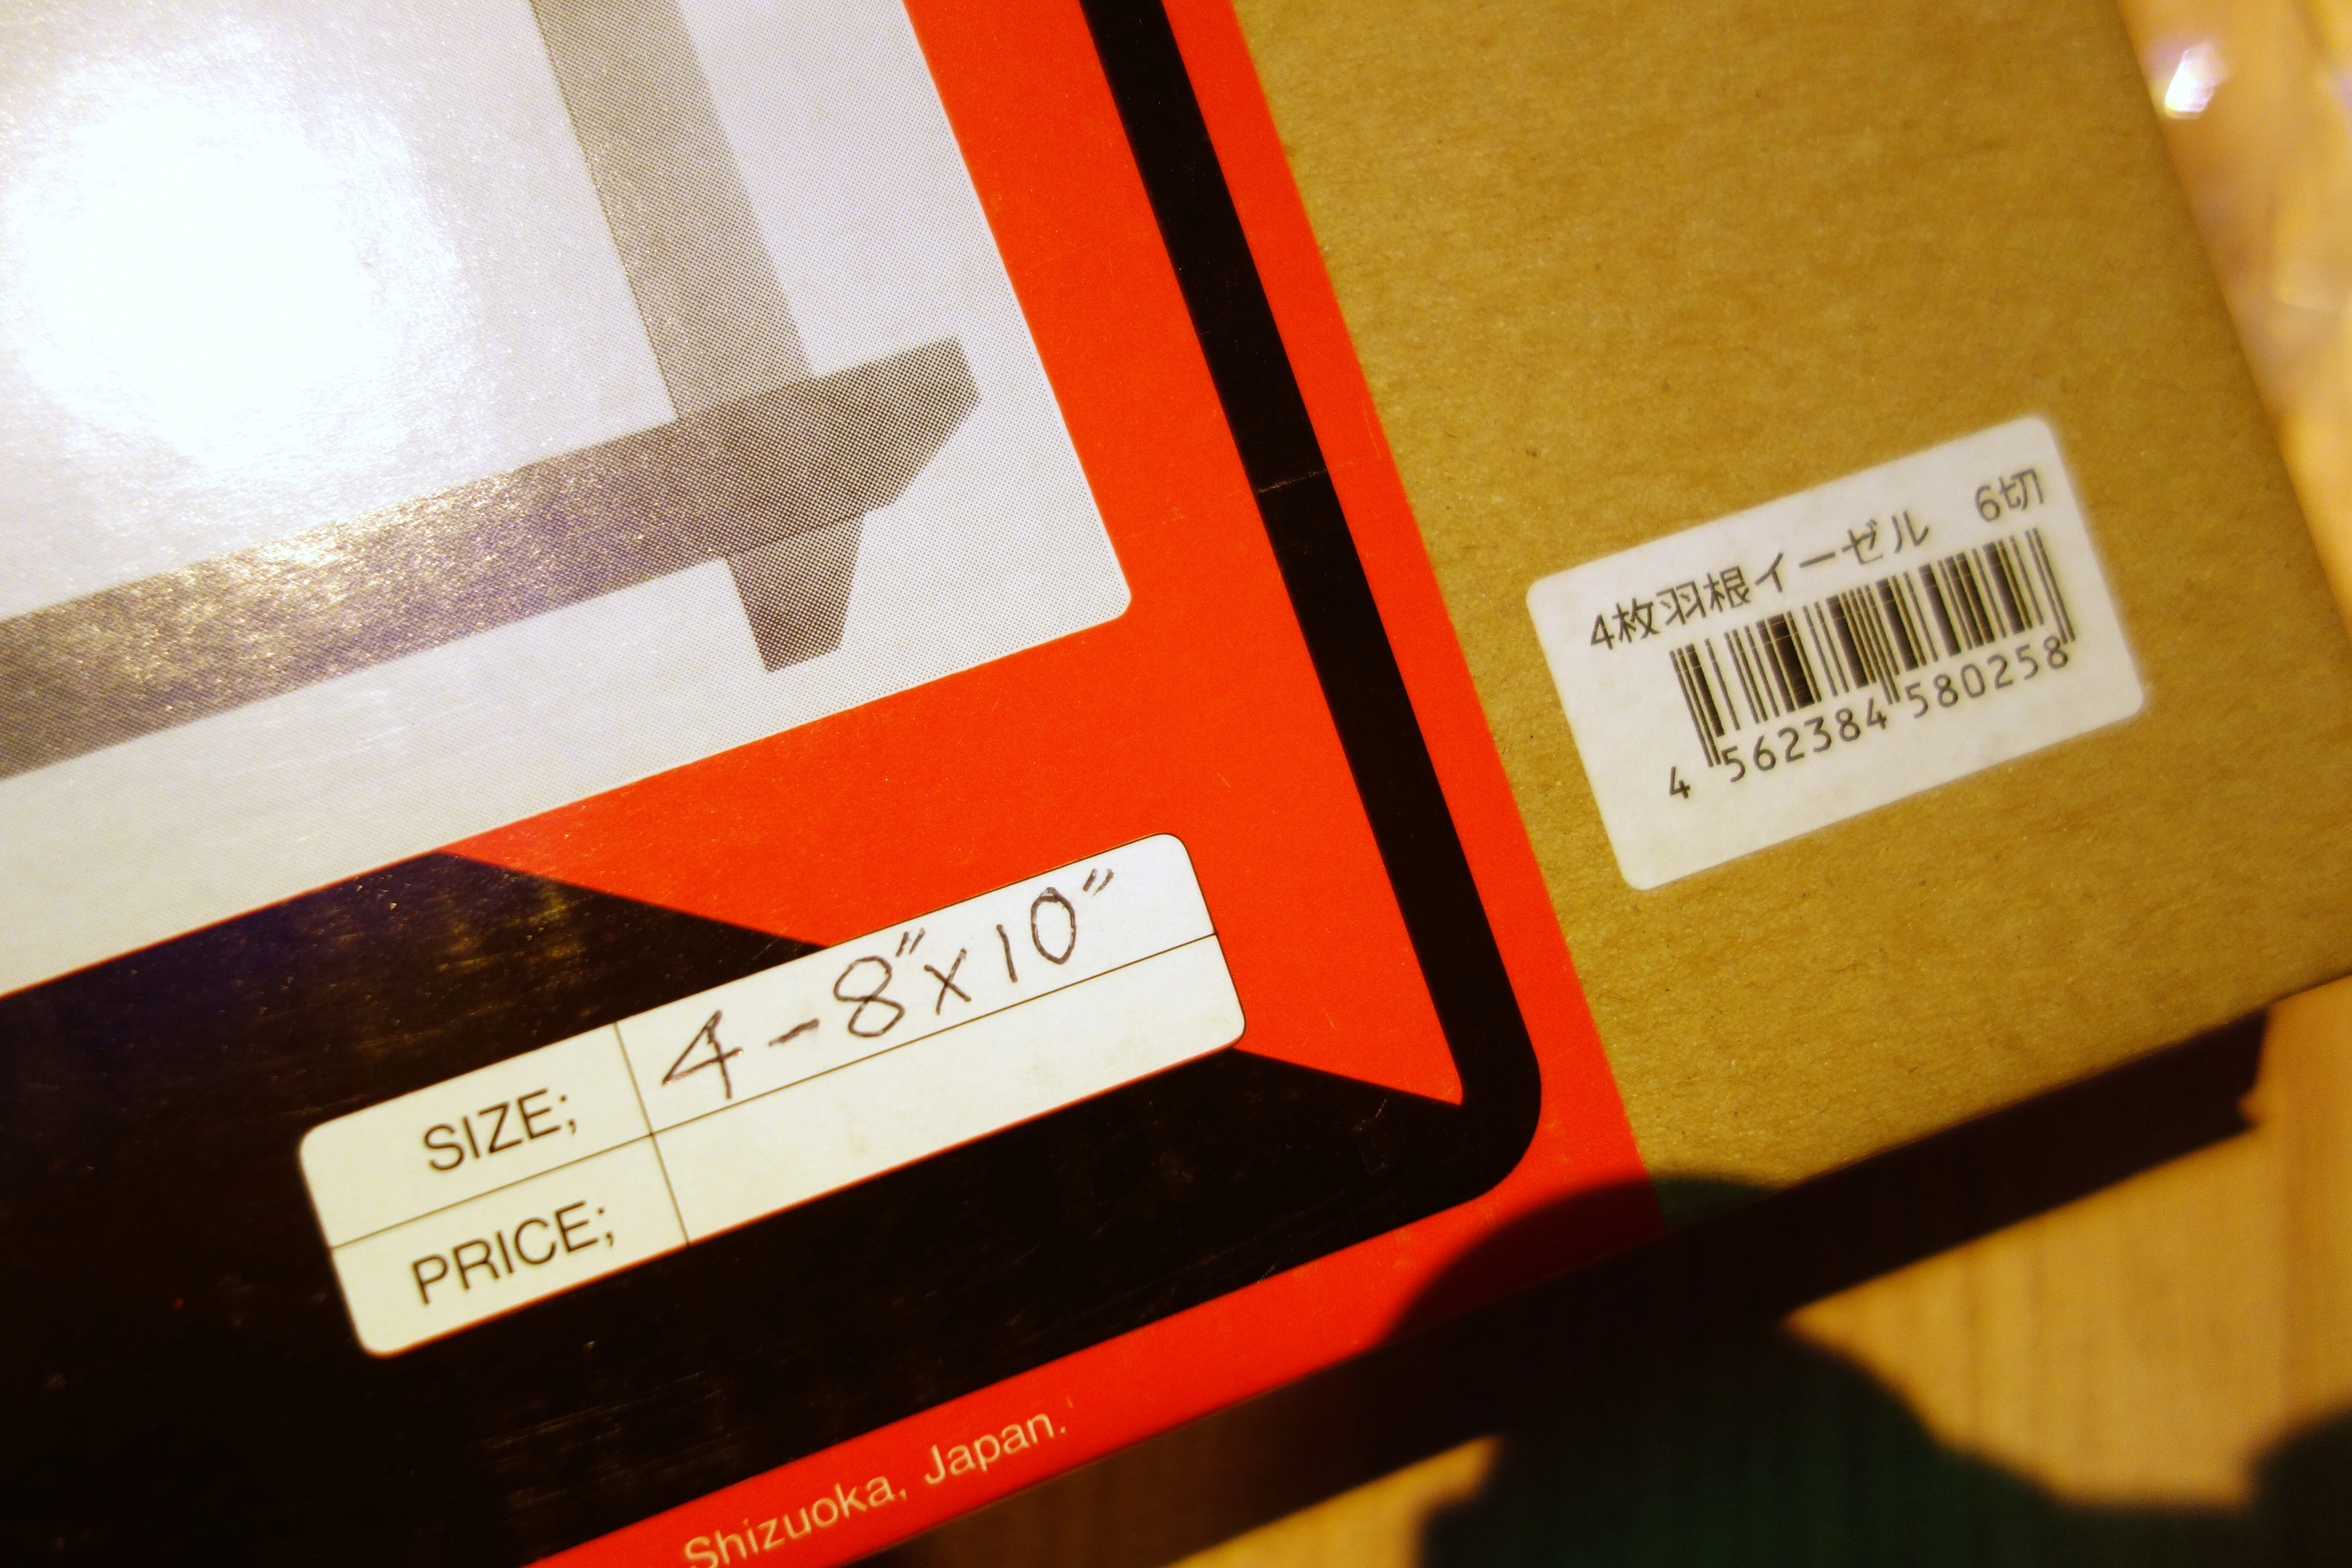 4枚羽根イーゼル　6切
4 562384 580258
SIZE; 4-8"x10"
PRICE;
Shizuoka, Japan.